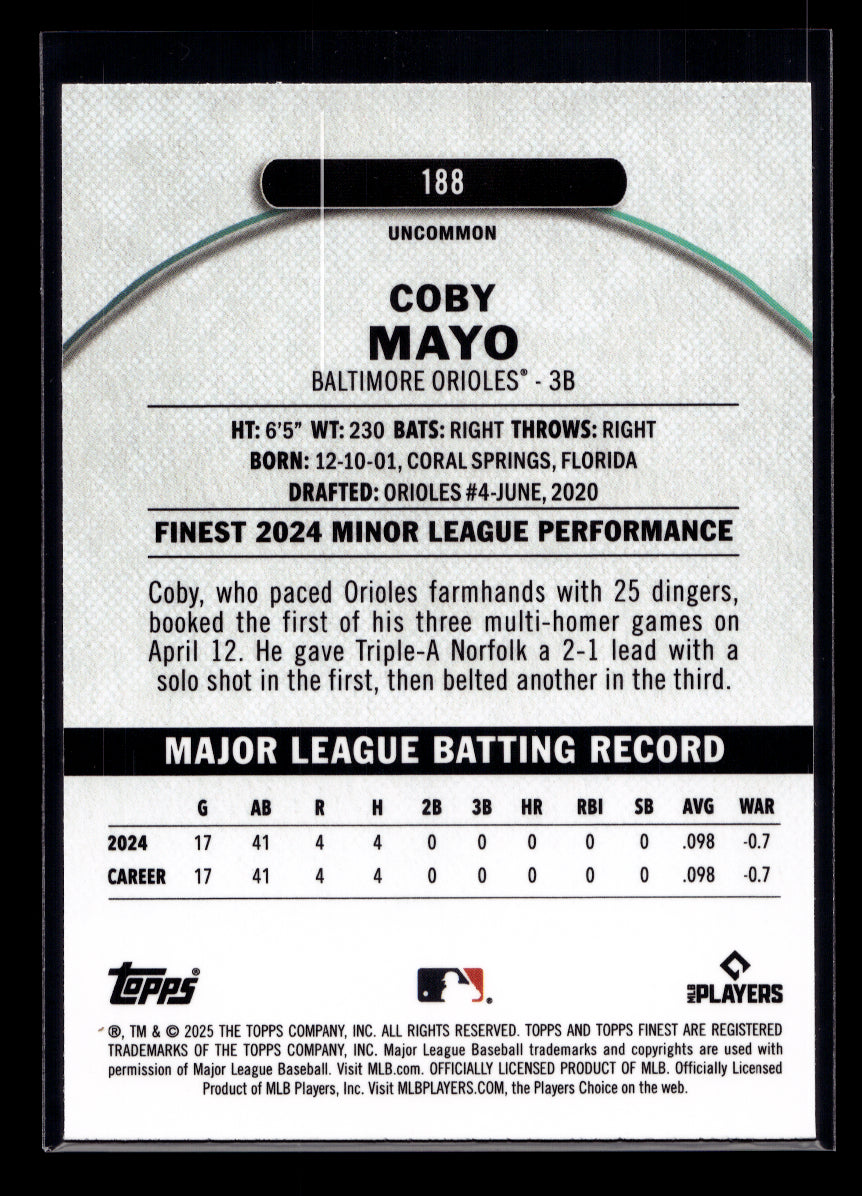 188
UNCOMMON
COBY
MAYO
BALTIMORE ORIOLES® - 3B
HT: 6'5" WT: 230 BATS: RIGHT THROWS: RIGHT
BORN: 12-10-01, CORAL SPRINGS, FLORIDA
DRAFTED: ORIOLES #4-JUNE, 2020
FINEST 2024 MINOR LEAGUE PERFORMANCE
Coby, who paced Orioles farmhands with 25 dingers,
booked the first of his three multi-homer games on
April 12. He gave Triple-A Norfolk a 2-1 lead with a
solo shot in the first, then belted another in the third.
MAJOR LEAGUE BATTING RECORD
G AB R H 2B 3B HR RBI SB AVG WAR
2024 17 41 4 4 0 0 0 0 0 .098 -0.7
CAREER 17 41 4 4 0 0 0 0 0 .098 -0.7
TOPPS® ® MLB PLAYERS
®, TM & © 2025 THE TOPPS COMPANY, INC. ALL RIGHTS RESERVED. TOPPS AND TOPPS FINEST ARE REGISTERED
TRADEMARKS OF THE TOPPS COMPANY, INC. Major League Baseball trademarks and copyrights are used with
permission of Major League Baseball. Visit MLB.com. OFFICIALLY LICENSED PRODUCT OF MLB. Officially Licensed
Product of MLB Players, Inc. Visit MLBPLAYERS.COM, the Players Choice on the web.